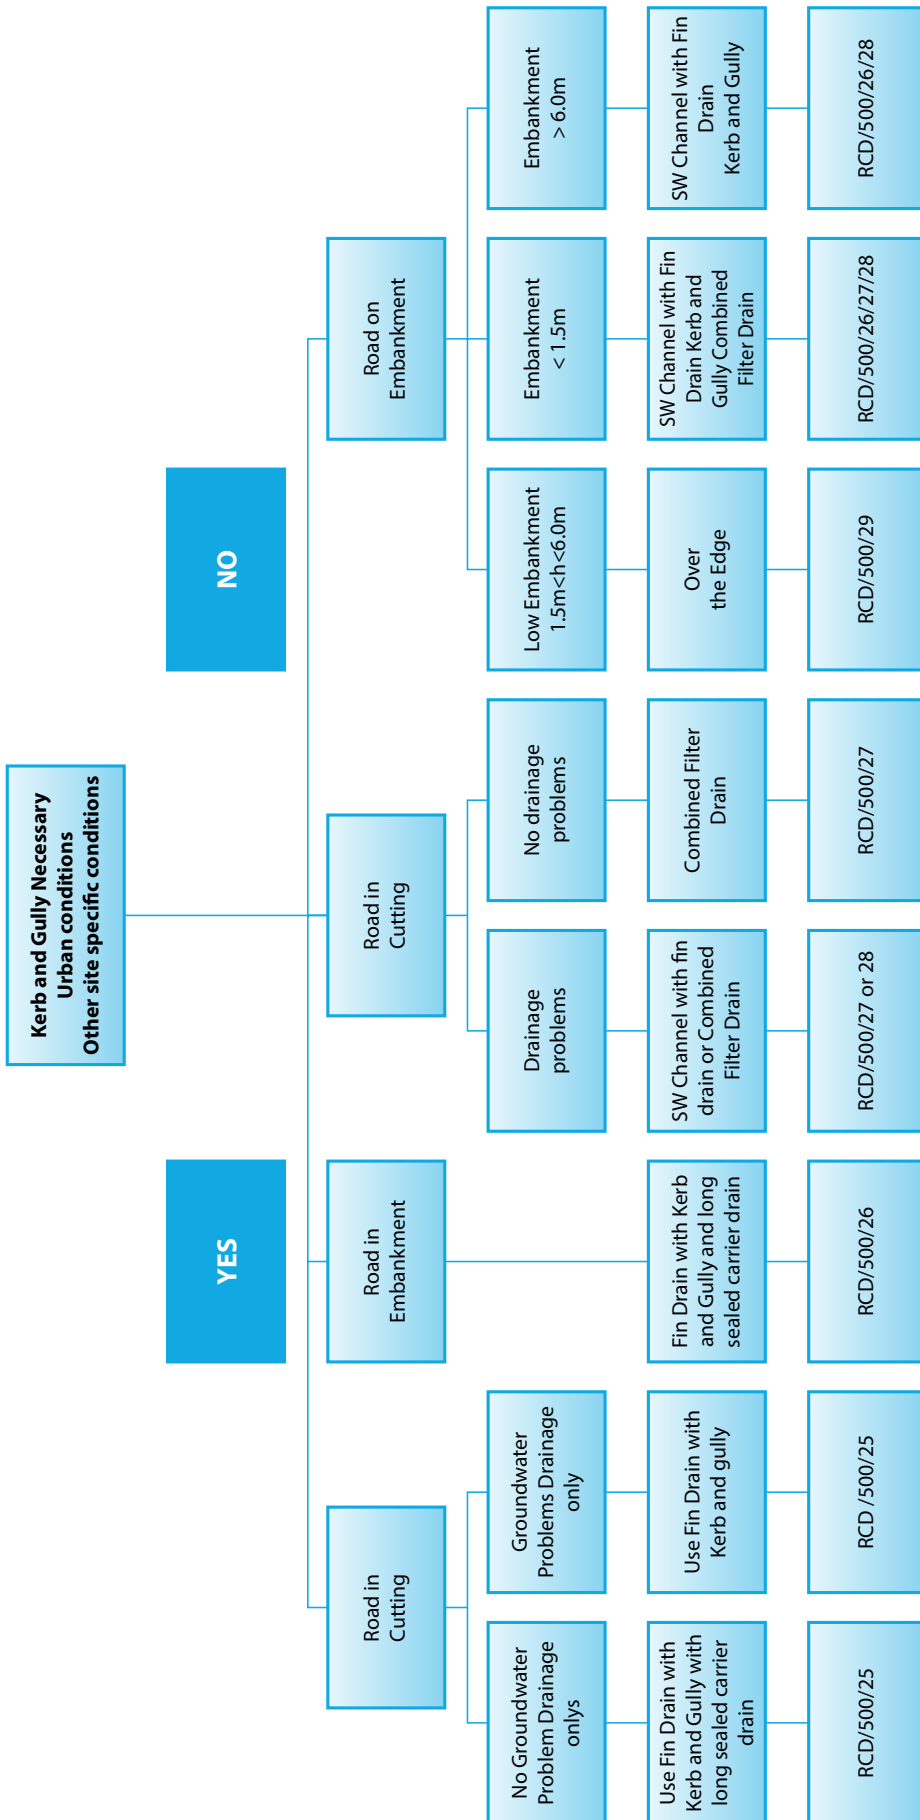 Kerb and Gully Necessary
Urban conditions
Other site specific conditions
YES
NO
Road in
Cutting
Road in
Embankment
Road in
Cutting
Road on
Embankment
No Groundwater
Problem Drainage
onlys
Groundwater
Problems Drainage
only
Drainage
problems
No drainage
problems
Low Embankment
1.5m<h<6.0m
Embankment
< 1.5m
Embankment
> 6.0m
Use Fin Drain with
Kerb and Gully with
long sealed carrier
drain
Use Fin Drain with
Kerb and gully
Fin Drain with Kerb
and Gully and long
sealed carrier drain
SW Channel with fin
drain or Combined
Filter Drain
Combined Filter
Drain
Over
the Edge
SW Channel with Fin
Drain Kerb and
Gully Combined
Filter Drain
SW Channel with Fin
Drain
Kerb and Gully
RCD/500/25
RCD /500/25
RCD/500/26
RCD/500/27 or 28
RCD/500/27
RCD/500/29
RCD/500/26/27/28
RCD/500/26/28